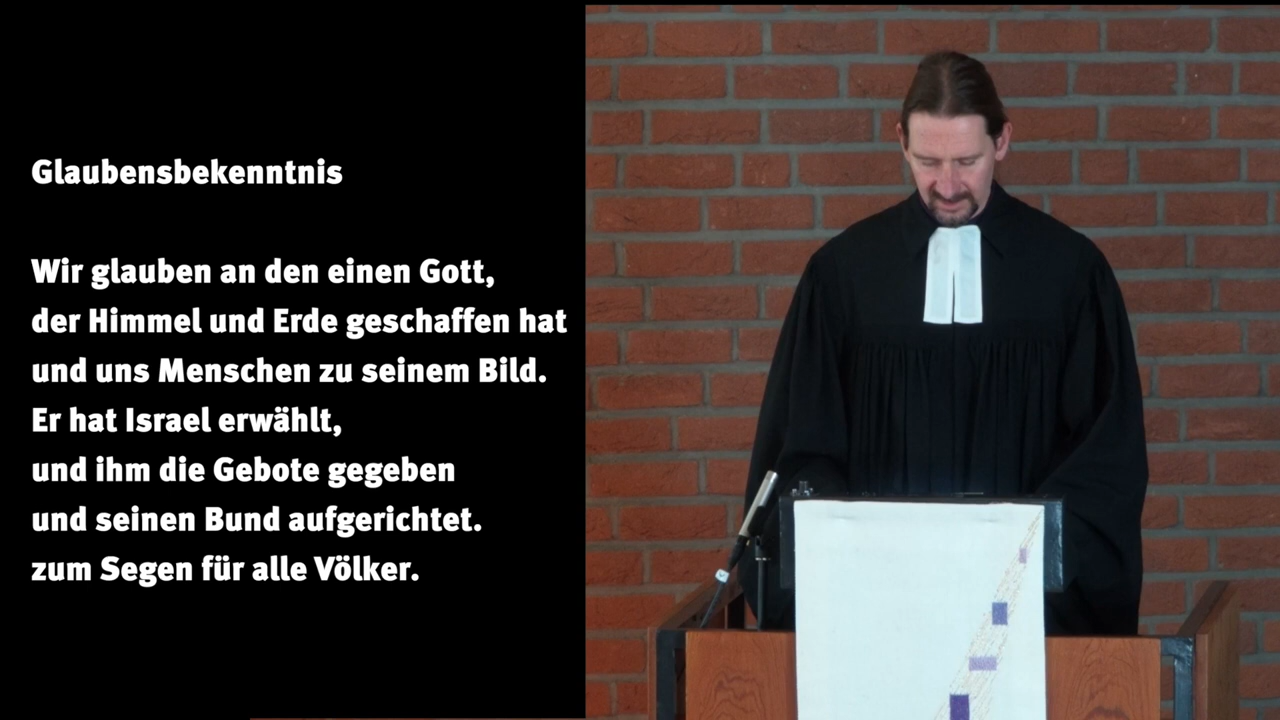 Glaubensbekenntnis
Wir glauben an den einen Gott,
der Himmel und Erde geschaffen hat
und uns Menschen zu seinem Bild.
Er hat Israel erwählt,
und ihm die Gebote gegeben
und seinen Bund aufgerichtet.
zum Segen für alle Völker.